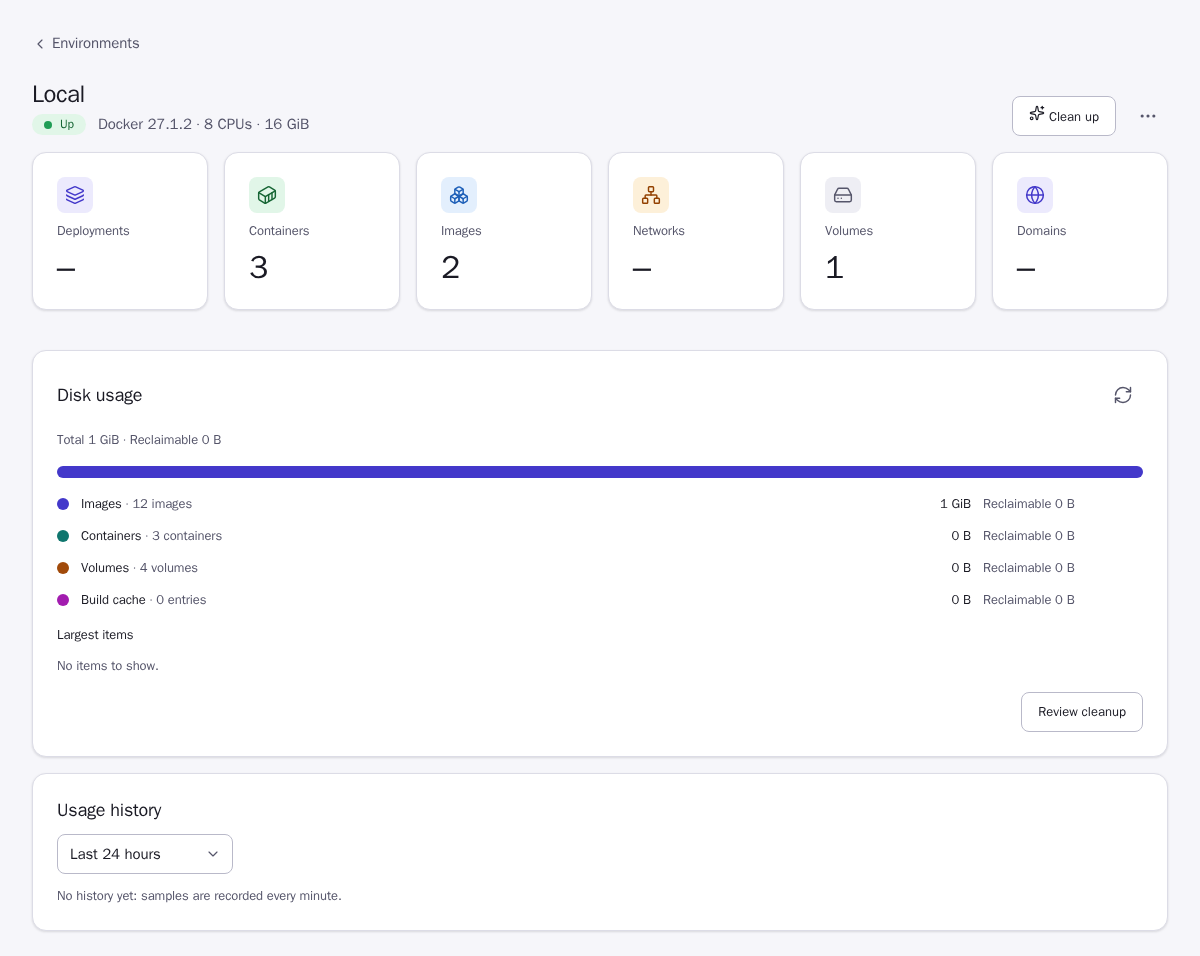 Environments
Local
Up Docker 27.1.2 · 8 CPUs · 16 GiB
Clean up
Deployments
–
Containers
3
Images
2
Networks
–
Volumes
1
Domains
–
Disk usage
Total 1 GiB · Reclaimable 0 B
Images · 12 images 1 GiB Reclaimable 0 B
Containers · 3 containers 0 B Reclaimable 0 B
Volumes · 4 volumes 0 B Reclaimable 0 B
Build cache · 0 entries 0 B Reclaimable 0 B
Largest items
No items to show.
Review cleanup
Usage history
Last 24 hours
No history yet: samples are recorded every minute.